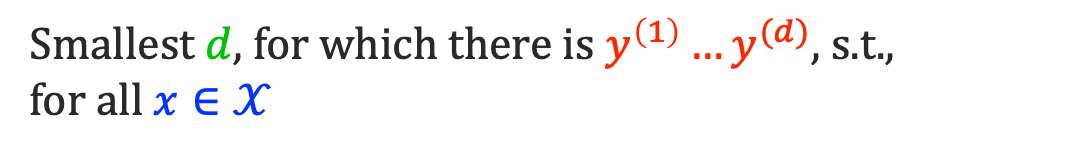 Smallest d, for which there is y⁽¹⁾ … y⁽ᵈ⁾, s.t.,
for all x ∈ 𝒳